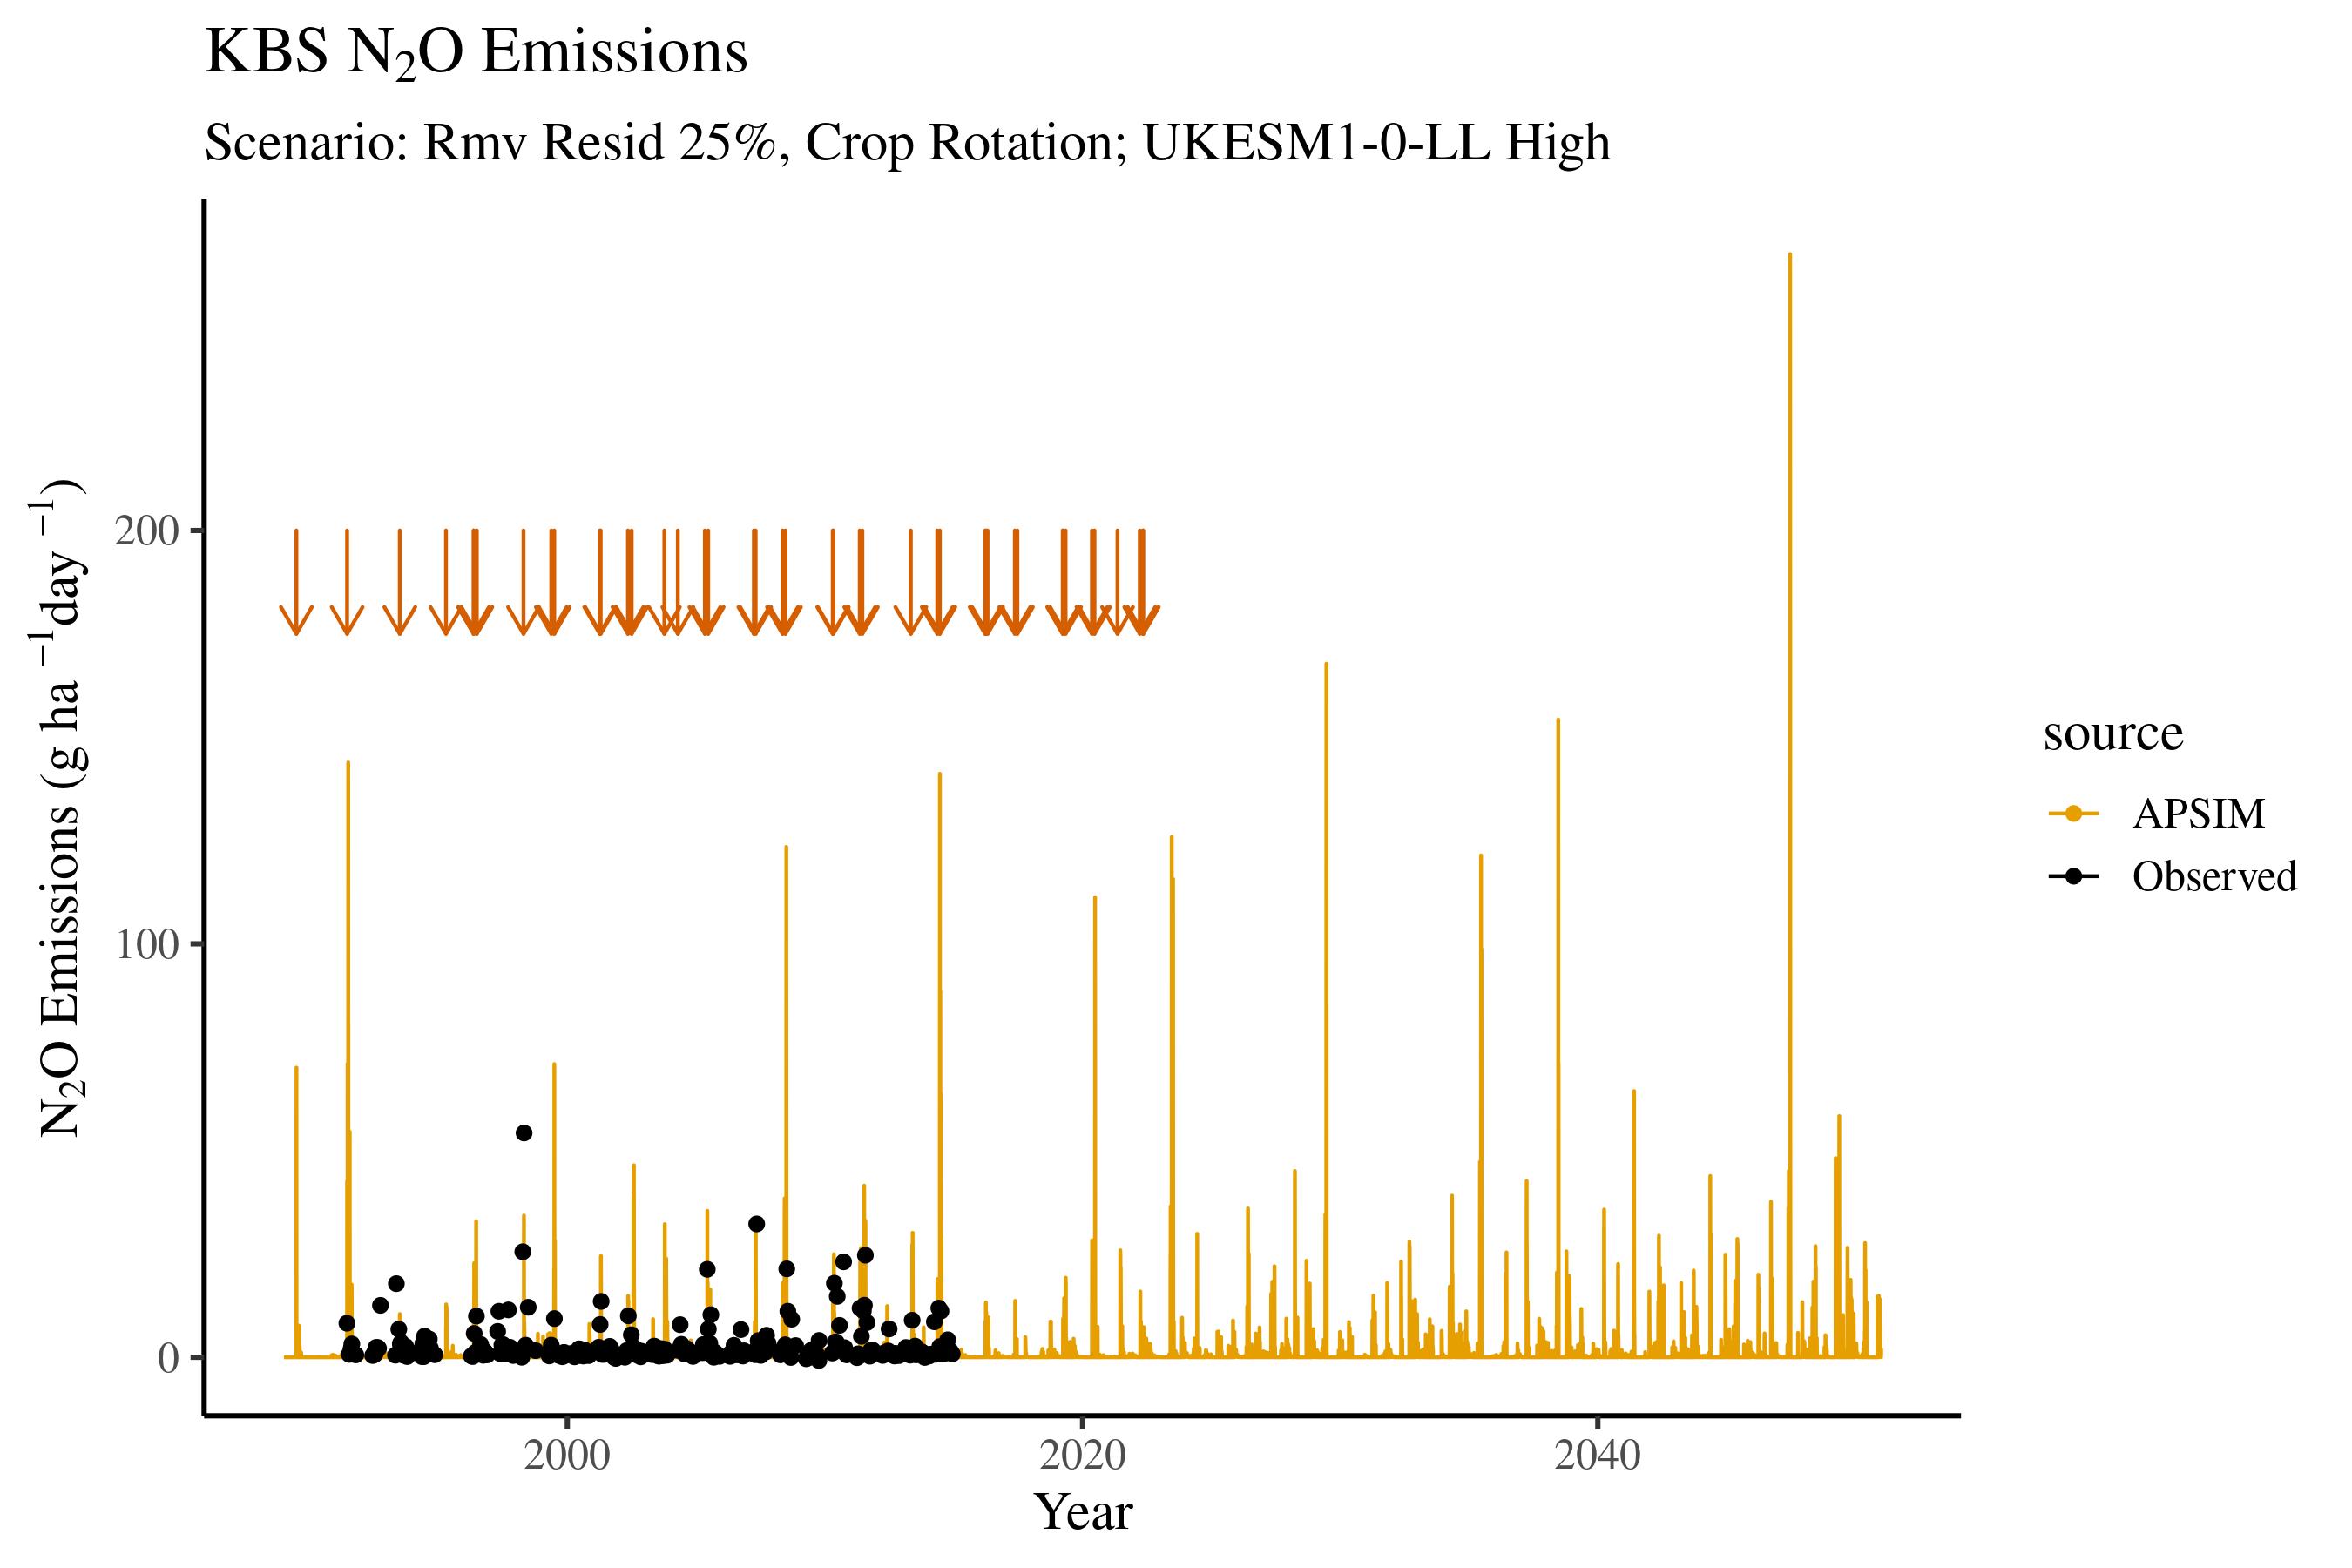 KBS N₂O Emissions
Scenario: Rmv Resid 25%, Crop Rotation; UKESM1-0-LL High
N₂O Emissions (g ha ⁻¹day ⁻¹)
200
100
0
2000
2020
2040
Year
source
APSIM
Observed